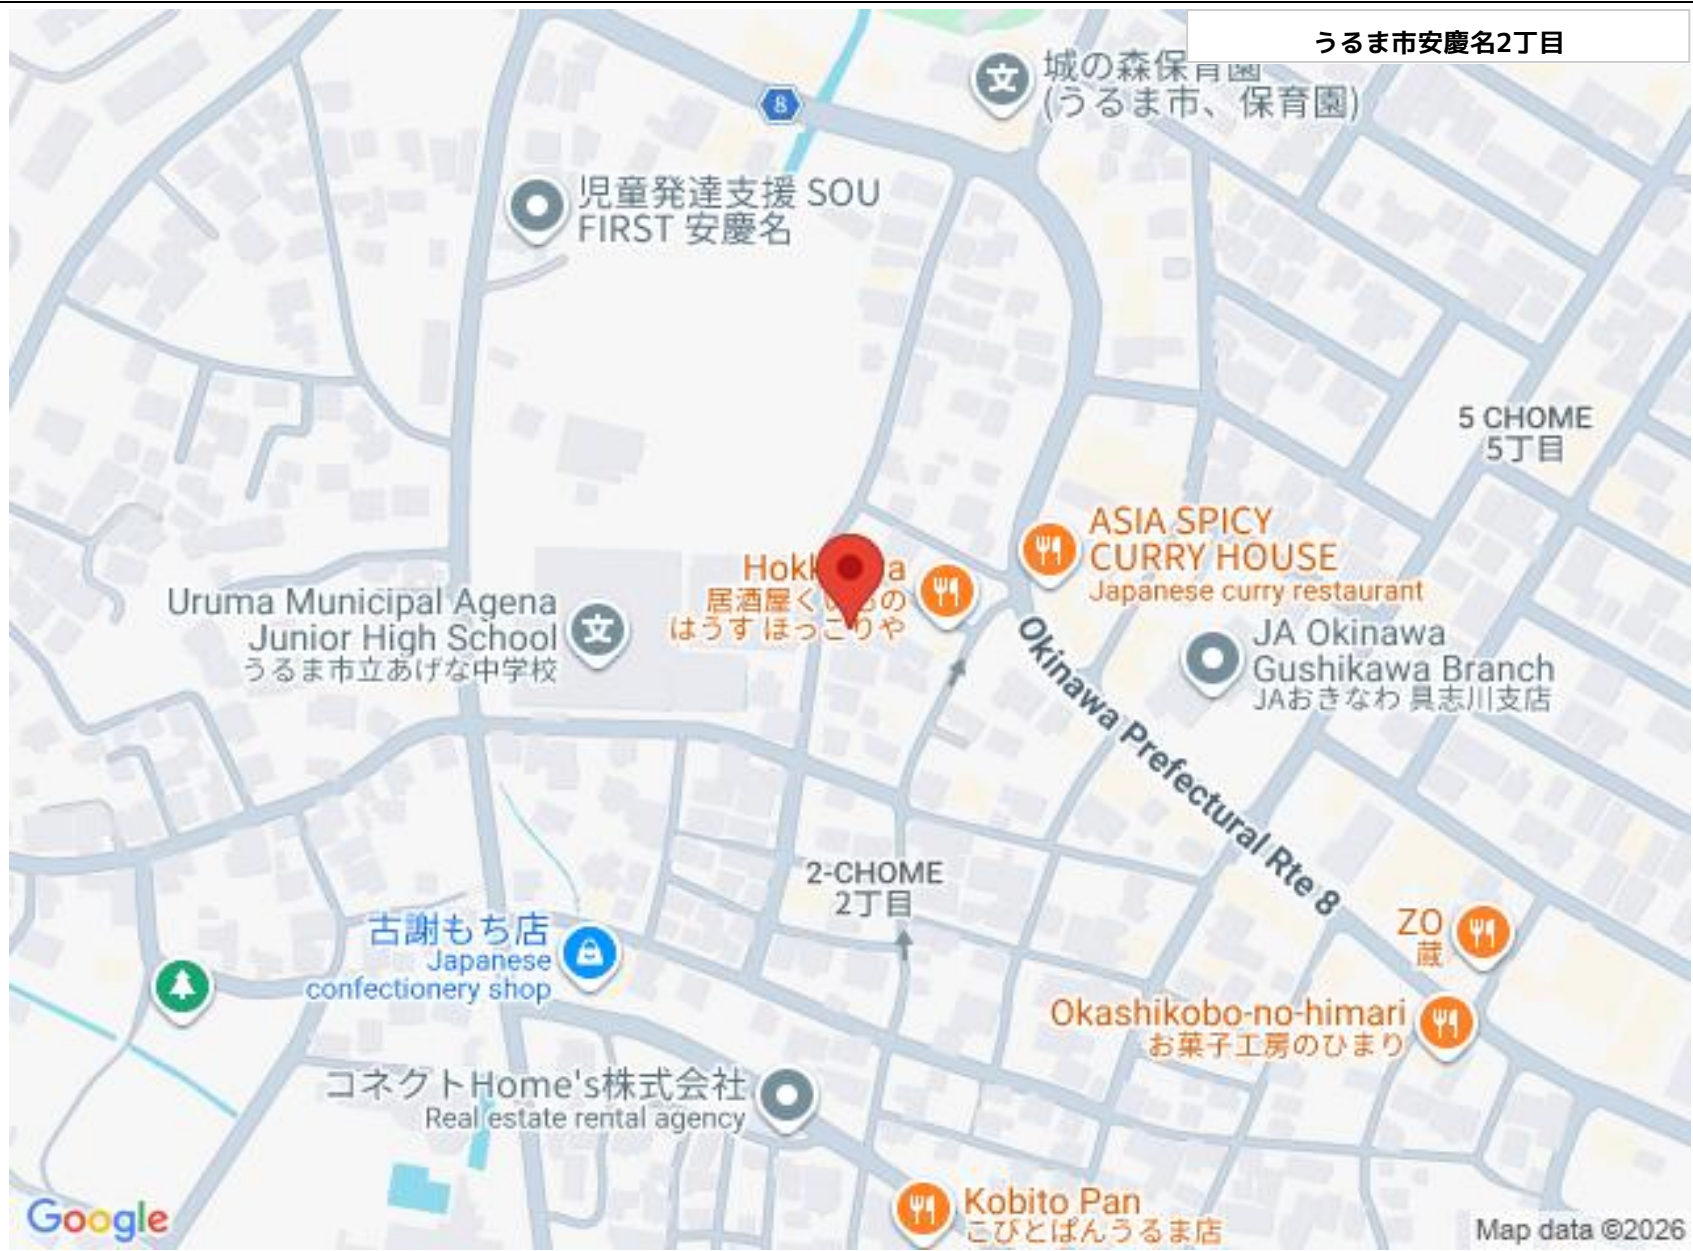 うるま市安慶名2丁目
城の森保育園
(うるま市、保育園)
8
児童発達支援 SOU
FIRST 安慶名
5 CHOME
5丁目
ASIA SPICY
CURRY HOUSE
Japanese curry restaurant
居酒屋く
はうす ほっこりや
Uruma Municipal Agena
Junior High School
うるま市立あげな中学校
JA Okinawa
Gushikawa Branch
JAおきなわ 具志川支店
Okinawa Prefectural Rte 8
2-CHOME
2丁目
古謝もち店
Japanese
confectionery shop
ZO
蔵
Okashikobo-no-himari
お菓子工房のひまり
コネクトHome's株式会社
Real estate rental agency
Kobito Pan
こびとぱんうるま店
Google
Map data ©2026